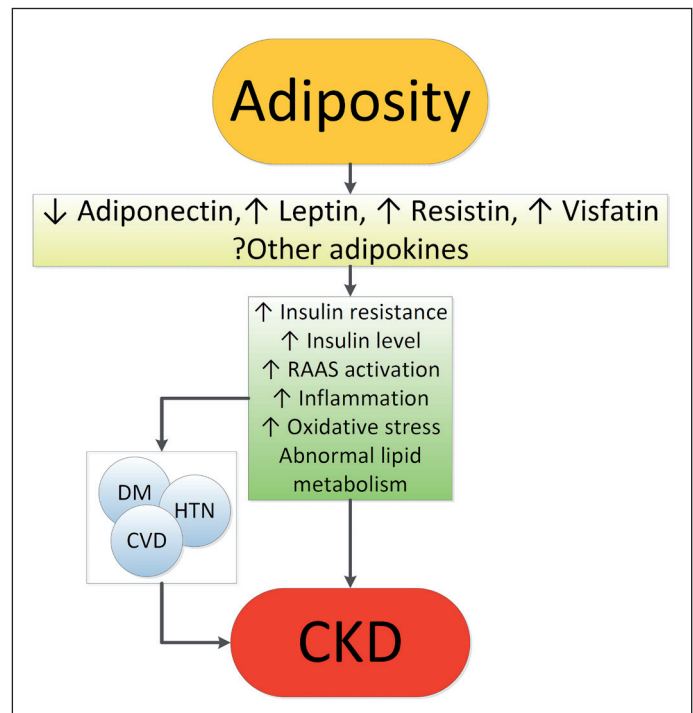 Adiposity
↓ Adiponectin,↑ Leptin, ↑ Resistin, ↑ Visfatin
?Other adipokines
↑ Insulin resistance
↑ Insulin level
↑ RAAS activation
↑ Inflammation
↑ Oxidative stress
Abnormal lipid
metabolism
DM
HTN
CVD
CKD